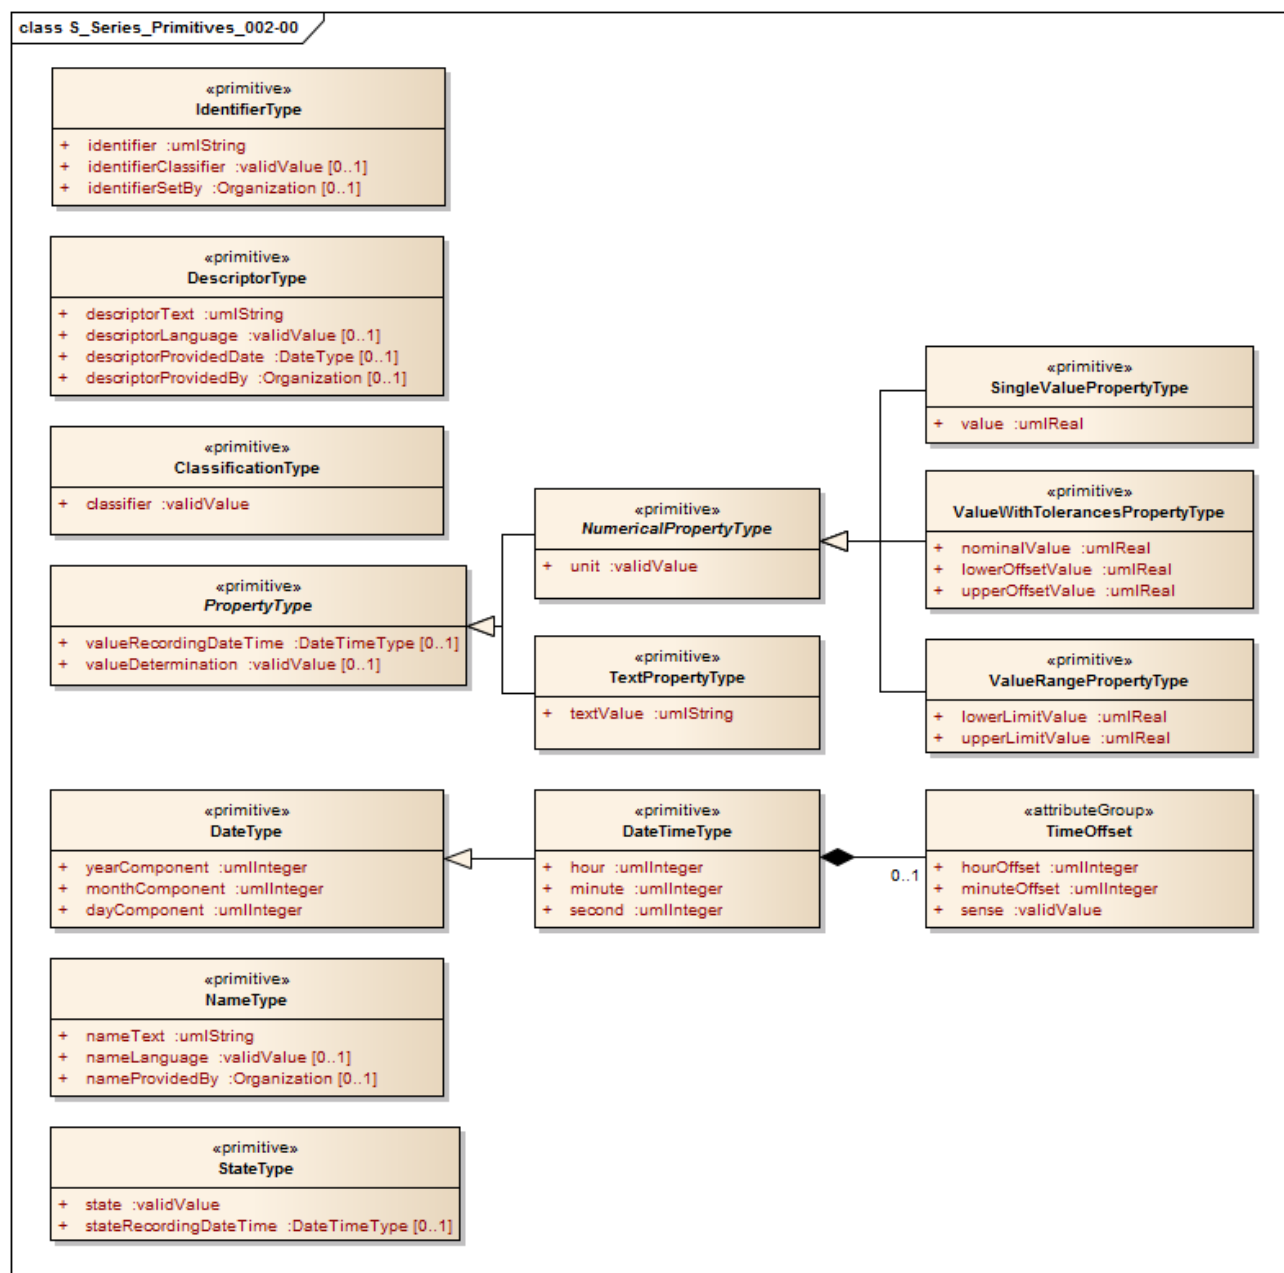 class S_Series_Primitives_002-00
«primitive»
IdentifierType
+ identifier :umlString
+ identifierClassifier :validValue [0..1]
+ identifierSetBy :Organization [0..1]
«primitive»
DescriptorType
+ descriptorText :umlString
+ descriptorLanguage :validValue [0..1]
+ descriptorProvidedDate :DateType [0..1]
+ descriptorProvidedBy :Organization [0..1]
«primitive»
ClassificationType
+ classifier :validValue
«primitive»
PropertyType
+ valueRecordingDateTime :DateTimeType [0..1]
+ valueDetermination :validValue [0..1]
«primitive»
NumericalPropertyType
+ unit :validValue
«primitive»
TextPropertyType
+ textValue :umlString
«primitive»
SingleValuePropertyType
+ value :umlReal
«primitive»
ValueWithTolerancesPropertyType
+ nominalValue :umlReal
+ lowerOffsetValue :umlReal
+ upperOffsetValue :umlReal
«primitive»
ValueRangePropertyType
+ lowerLimitValue :umlReal
+ upperLimitValue :umlReal
«primitive»
DateType
+ yearComponent :umlInteger
+ monthComponent :umlInteger
+ dayComponent :umlInteger
«primitive»
DateTimeType
+ hour :umlInteger
+ minute :umlInteger
+ second :umlInteger
0..1
«attributeGroup»
TimeOffset
+ hourOffset :umlInteger
+ minuteOffset :umlInteger
+ sense :validValue
«primitive»
NameType
+ nameText :umlString
+ nameLanguage :validValue [0..1]
+ nameProvidedBy :Organization [0..1]
«primitive»
StateType
+ state :validValue
+ stateRecordingDateTime :DateTimeType [0..1]